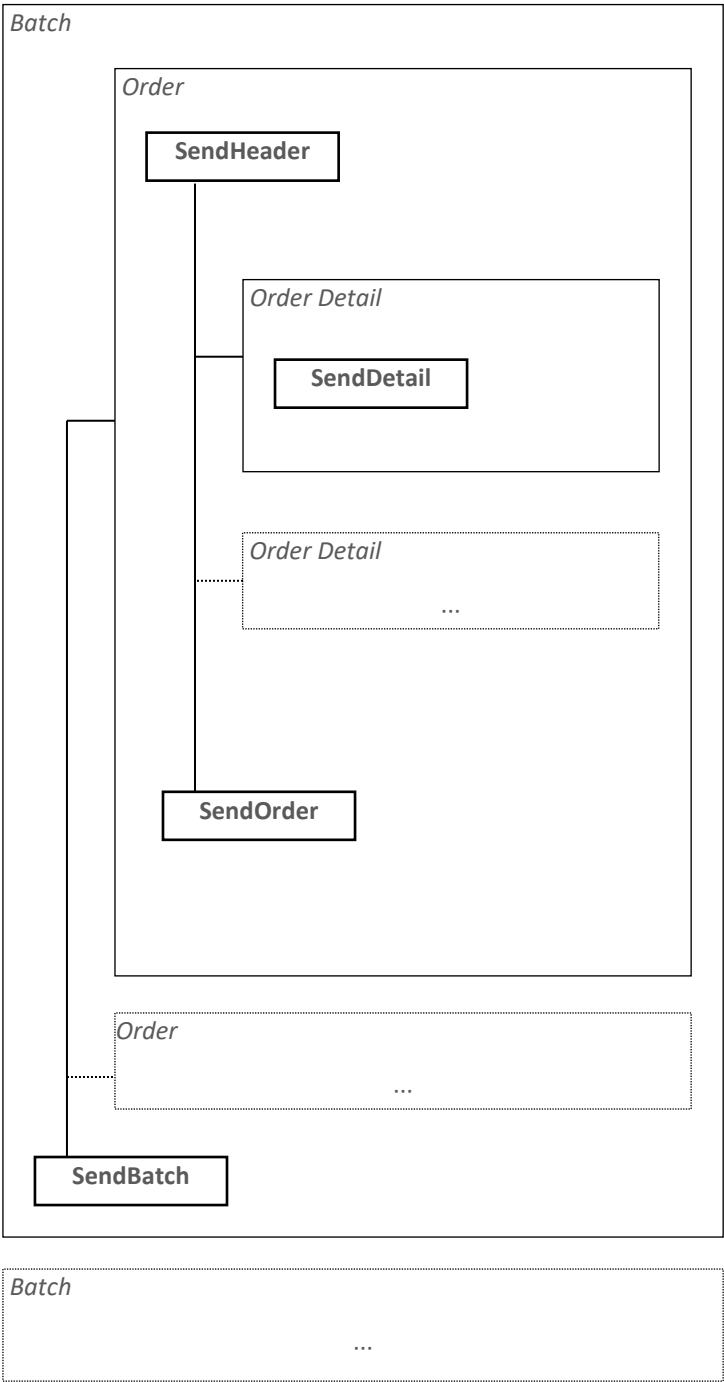 Batch
Order
SendHeader
Order Detail
SendDetail
Order Detail
...
SendOrder
Order
...
SendBatch
Batch
...